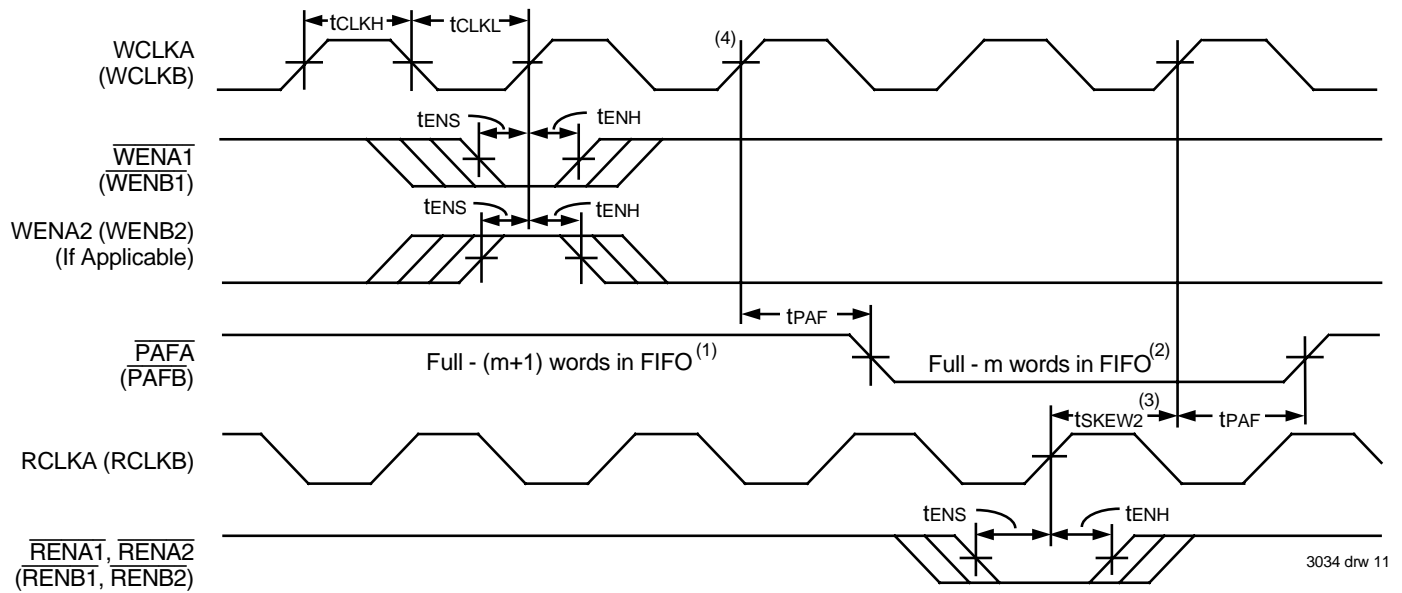 tCLKH
tCLKL
WCLKA
(WCLKB)
(4)
tENS
tENH
WENA1
(WENB1)
tENS
tENH
WENA2 (WENB2)
(If Applicable)
tPAF
PAFA
(PAFB)
Full - (m+1) words in FIFO(1)
Full - m words in FIFO(2)
tSKEW2(3)
tPAF
RCLKA (RCLKB)
tENS
tENH
RENA1, RENA2
(RENB1, RENB2)
3034 drw 11